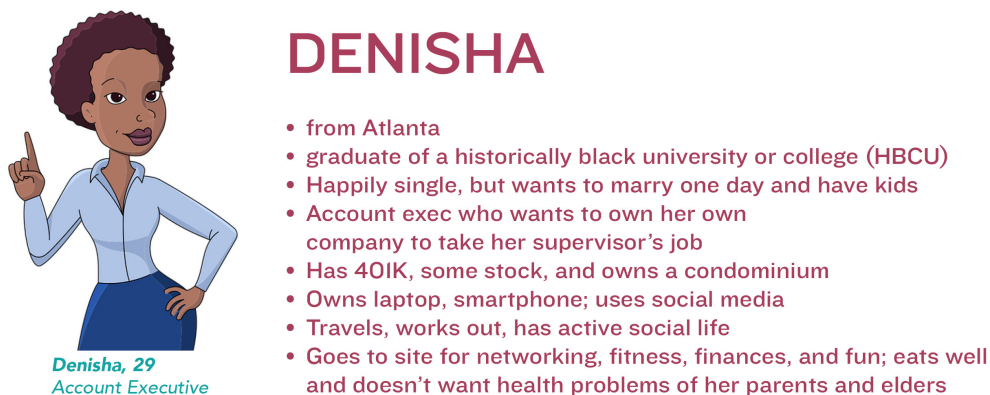 DENISHA
• from Atlanta
• graduate of a historically black university or college (HBCU)
• Happily single, but wants to marry one day and have kids
• Account exec who wants to own her own
company to take her supervisor's job
• Has 401K, some stock, and owns a condominium
• Owns laptop, smartphone; uses social media
• Travels, works out, has active social life
• Goes to site for networking, fitness, finances, and fun; eats well
and doesn't want health problems of her parents and elders
Denisha, 29
Account Executive